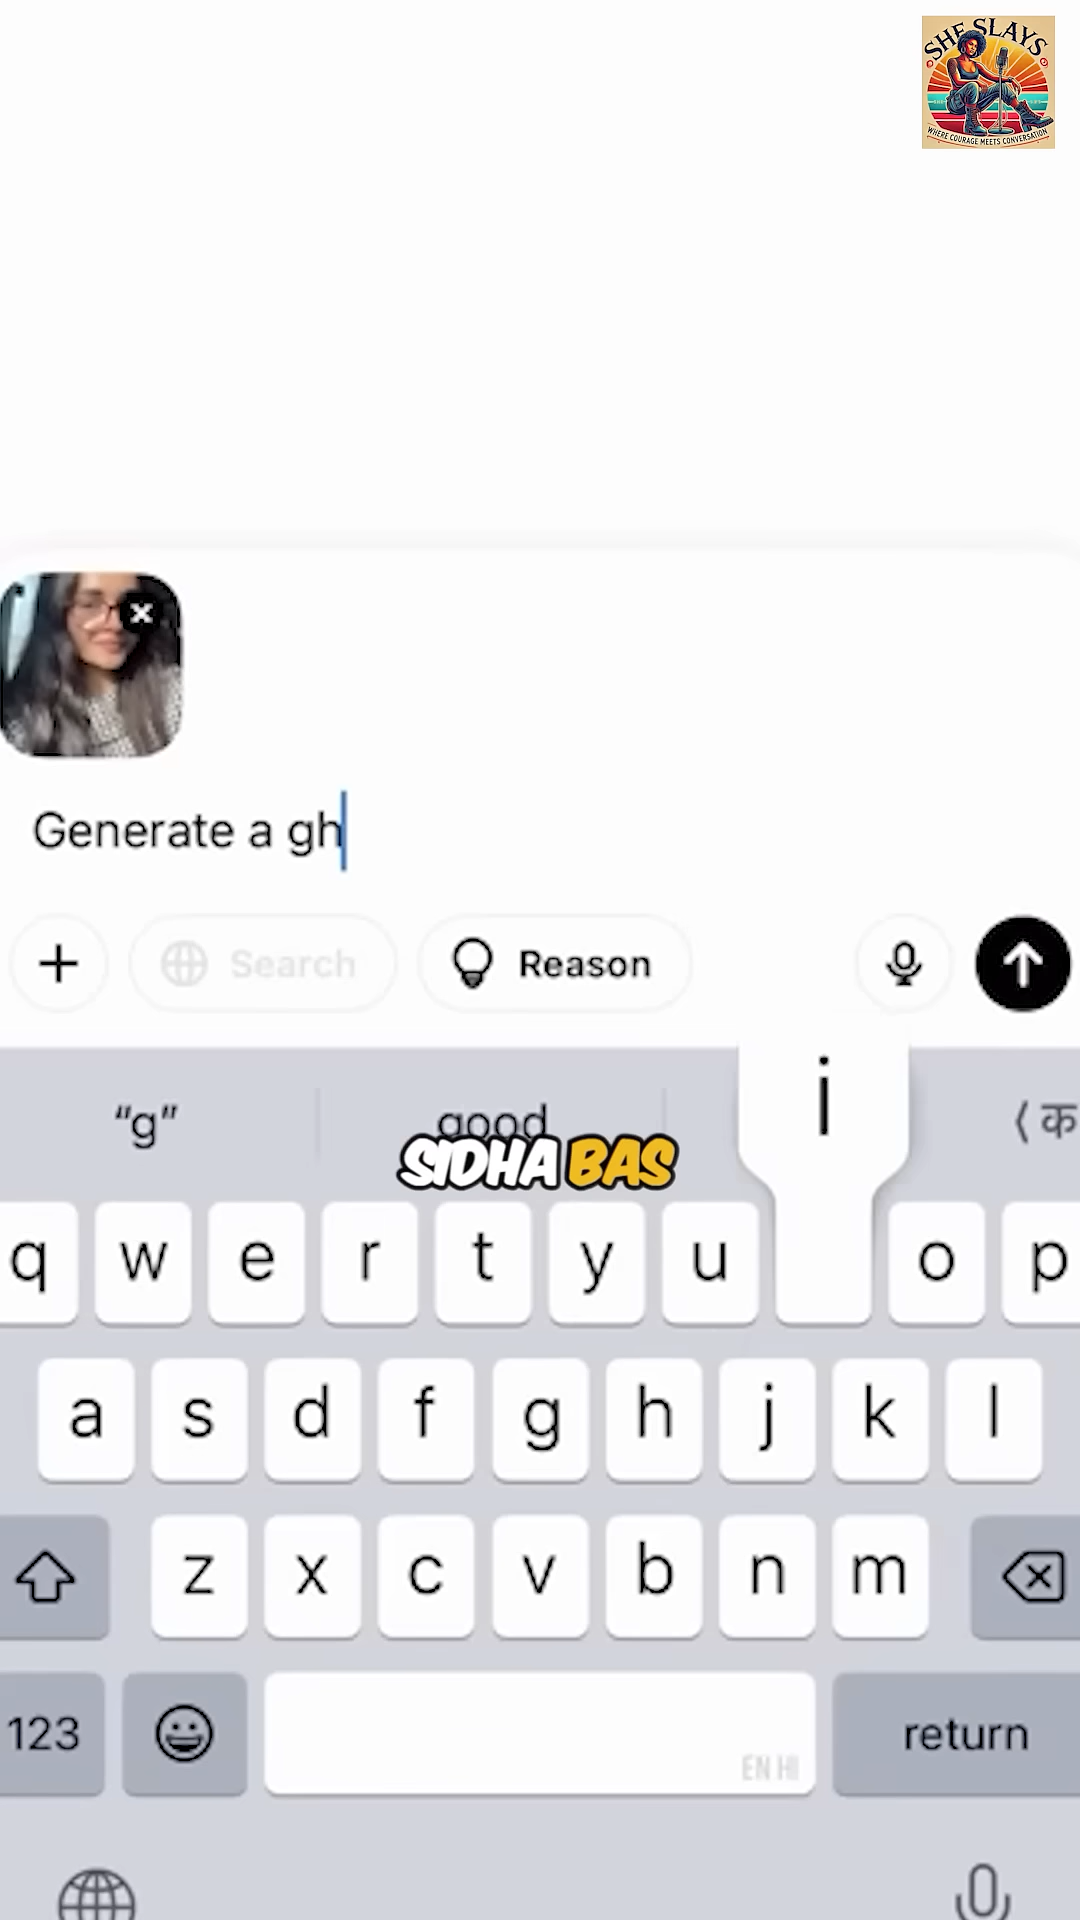 SHE SLAYS
WHERE COURAGE MEETS CONVERSATION
Generate a gh
Search
Reason
"g"
good
i
क
SIDHA BAS
q w e r t y u o p
a s d f g h j k l
z x c v b n m
123
EN HI
return